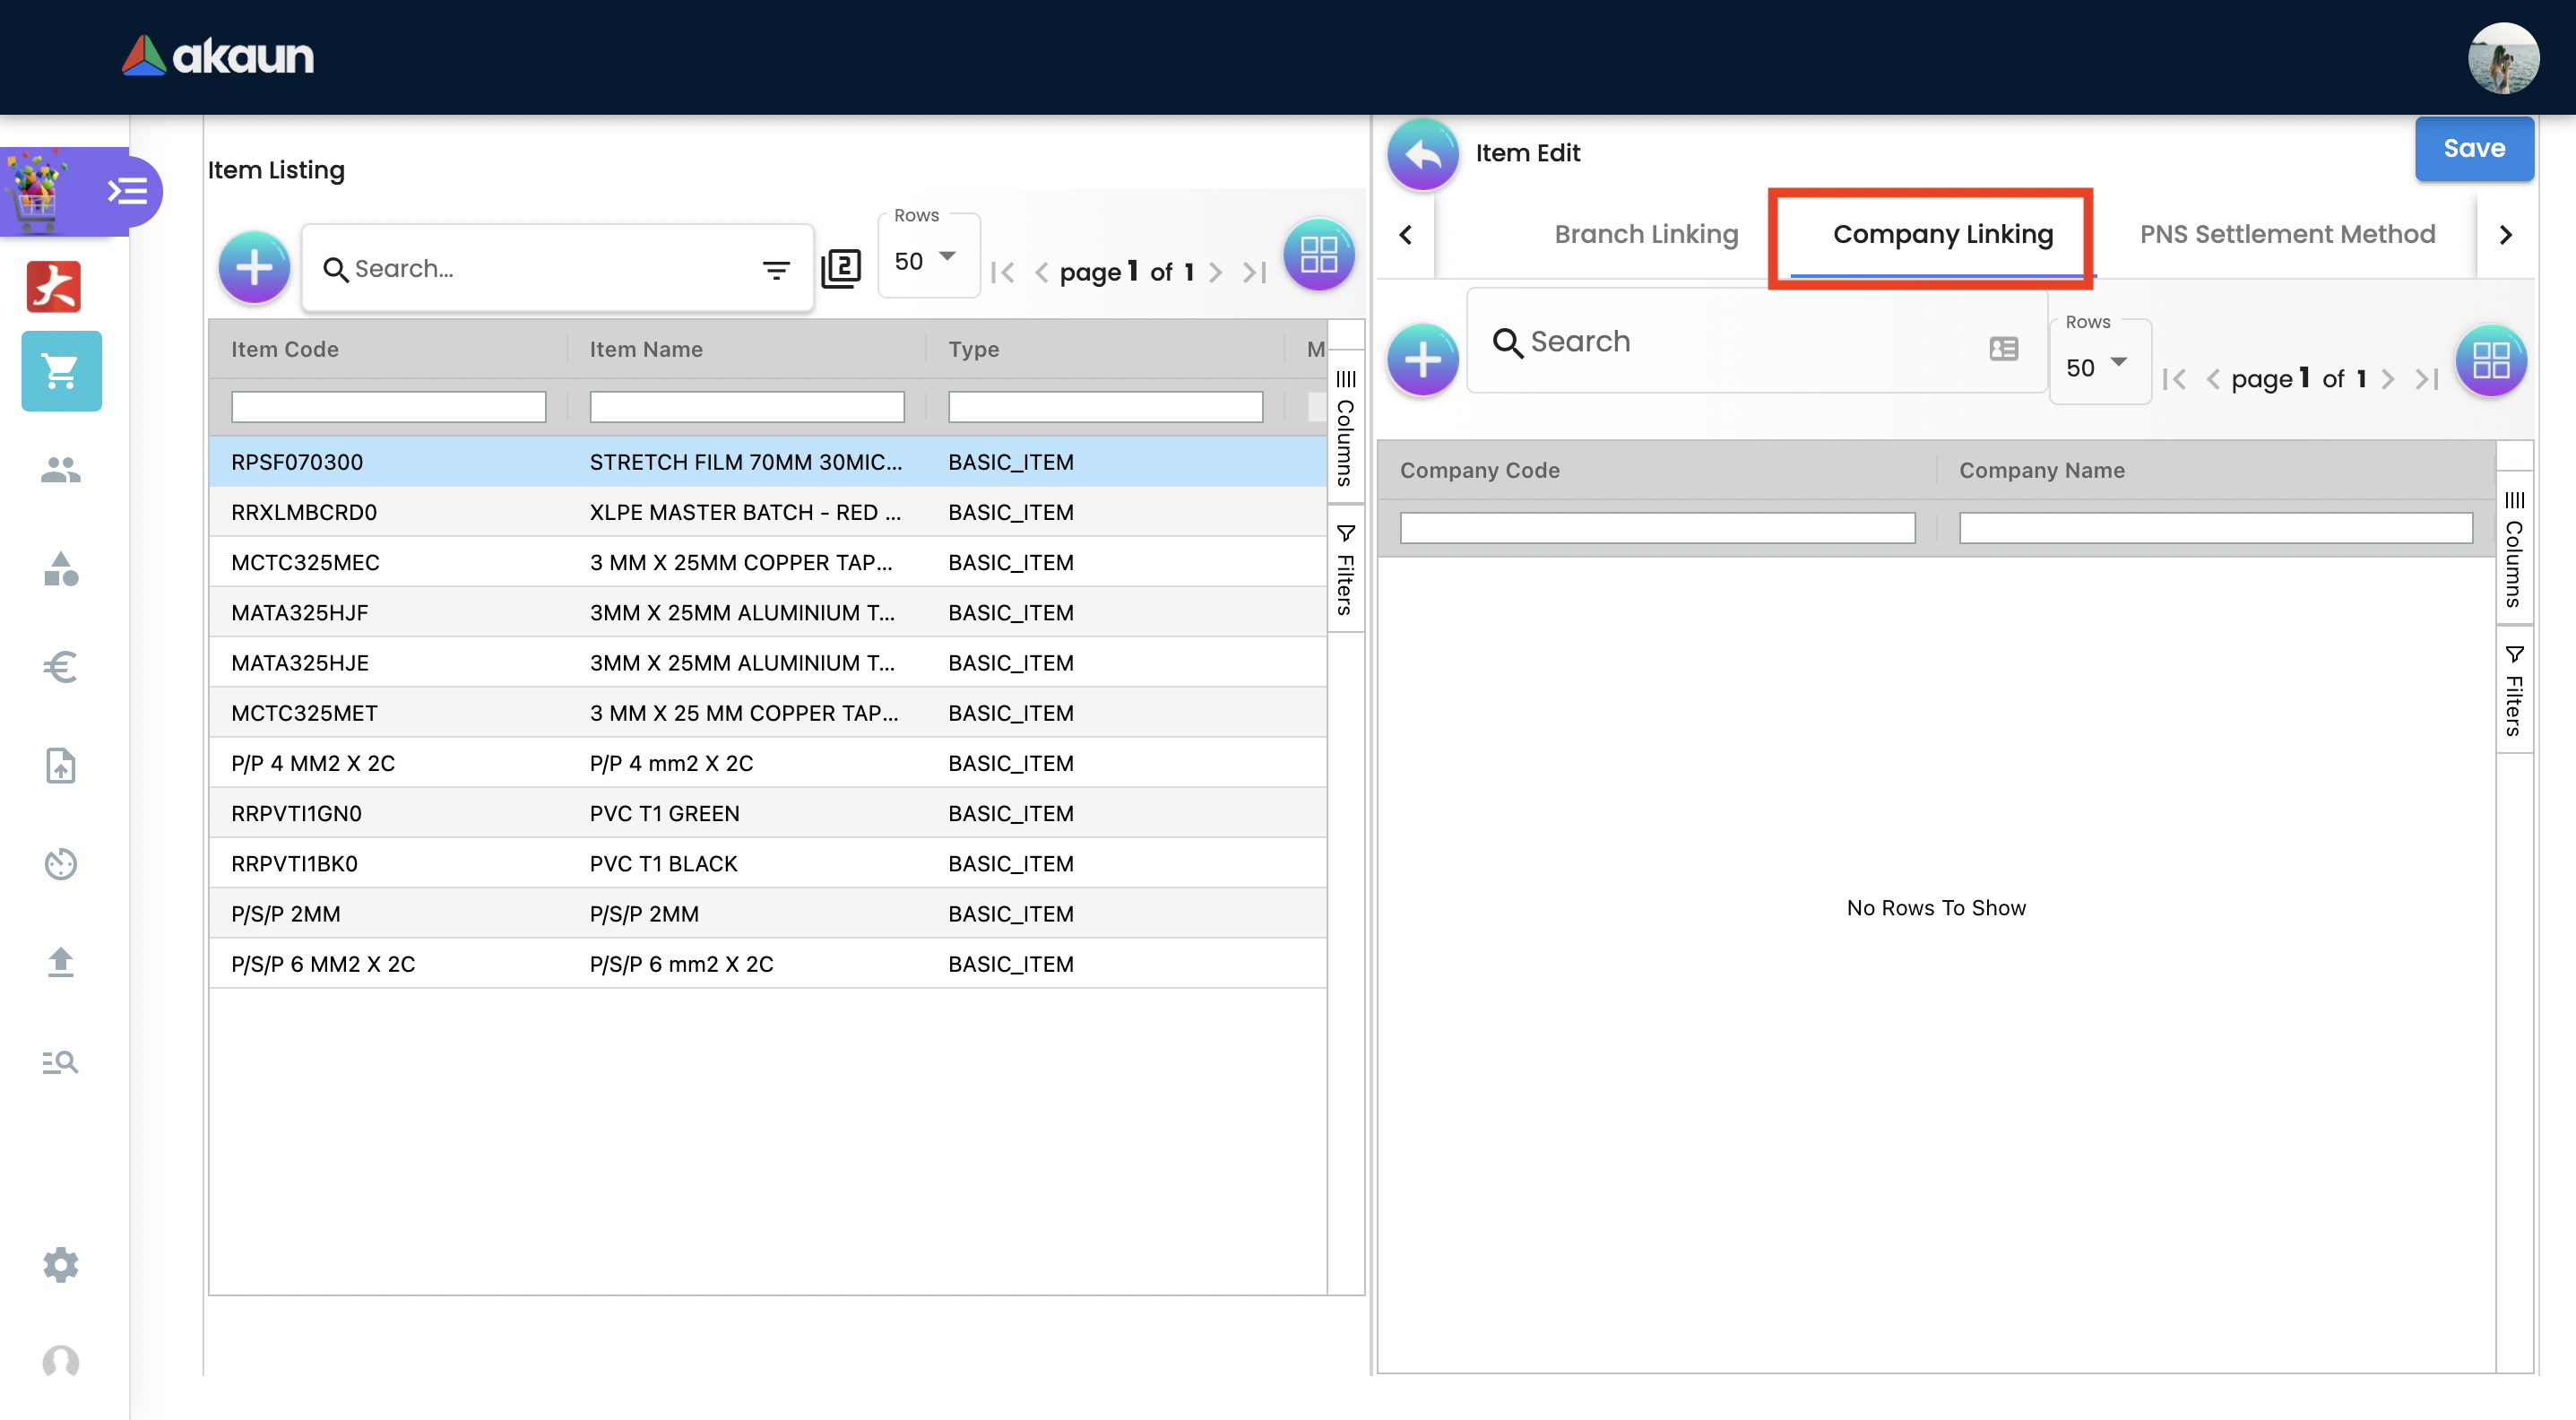 akaun
Item Listing
Search...
2
Rows
50
page 1 of 1
Item Code
Item Name
Type
M
RPSF070300
STRETCH FILM 70MM 30MIC...
BASIC_ITEM
RRXLMBCRD0
XLPE MASTER BATCH - RED ...
BASIC_ITEM
MCTC325MEC
3 MM X 25MM COPPER TAP...
BASIC_ITEM
MATA325HJF
3MM X 25MM ALUMINIUM T...
BASIC_ITEM
MATA325HJE
3MM X 25MM ALUMINIUM T...
BASIC_ITEM
MCTC325MET
3 MM X 25 MM COPPER TAP...
BASIC_ITEM
P/P 4 MM2 X 2C
P/P 4 mm2 X 2C
BASIC_ITEM
RRPVTI1GN0
PVC T1 GREEN
BASIC_ITEM
RRPVTI1BK0
PVC T1 BLACK
BASIC_ITEM
P/S/P 2MM
P/S/P 2MM
BASIC_ITEM
P/S/P 6 MM2 X 2C
P/S/P 6 mm2 X 2C
BASIC_ITEM
Columns
Filters
Item Edit
Save
Branch Linking
Company Linking
PNS Settlement Method
Search
Rows
50
page 1 of 1
Company Code
Company Name
No Rows To Show
Columns
Filters